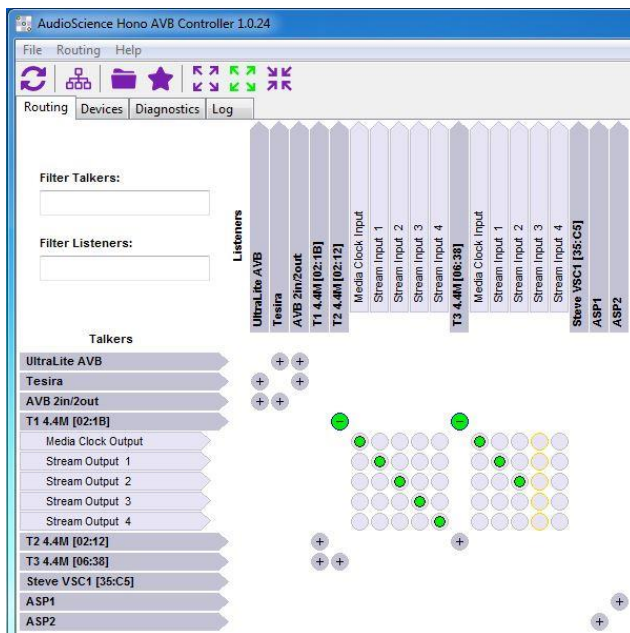 AudioScience Hono AVB Controller 1.0.24
File Routing Help
Routing Devices Diagnostics Log
Filter Talkers:
Filter Listeners:
Listeners
UltraLite AVB
Tesira
AVB 2in/2out
T1 4.4M [02:1B]
T2 4.4M [02:12]
Media Clock Input
Stream Input 1
Stream Input 2
Stream Input 3
Stream Input 4
T3 4.4M [06:38]
Media Clock Input
Stream Input 1
Stream Input 2
Stream Input 3
Stream Input 4
Steve VSC1 [35:C5]
ASP1
ASP2
Talkers
UltraLite AVB
Tesira
AVB 2in/2out
T1 4.4M [02:1B]
Media Clock Output
Stream Output 1
Stream Output 2
Stream Output 3
Stream Output 4
T2 4.4M [02:12]
T3 4.4M [06:38]
Steve VSC1 [35:C5]
ASP1
ASP2